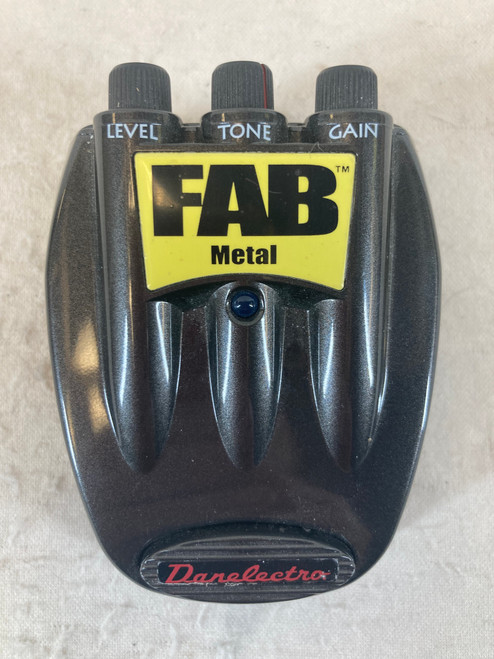 LEVEL TONE GAIN
FAB™
Metal
Danelectro